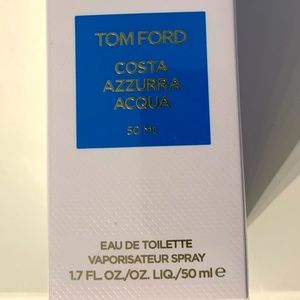 TOM FORD
COSTA
AZZURRA
ACQUA
50 ML
EAU DE TOILETTE
VAPORISATEUR SPRAY
1.7 FL.OZ./OZ. LIQ./50 ml e